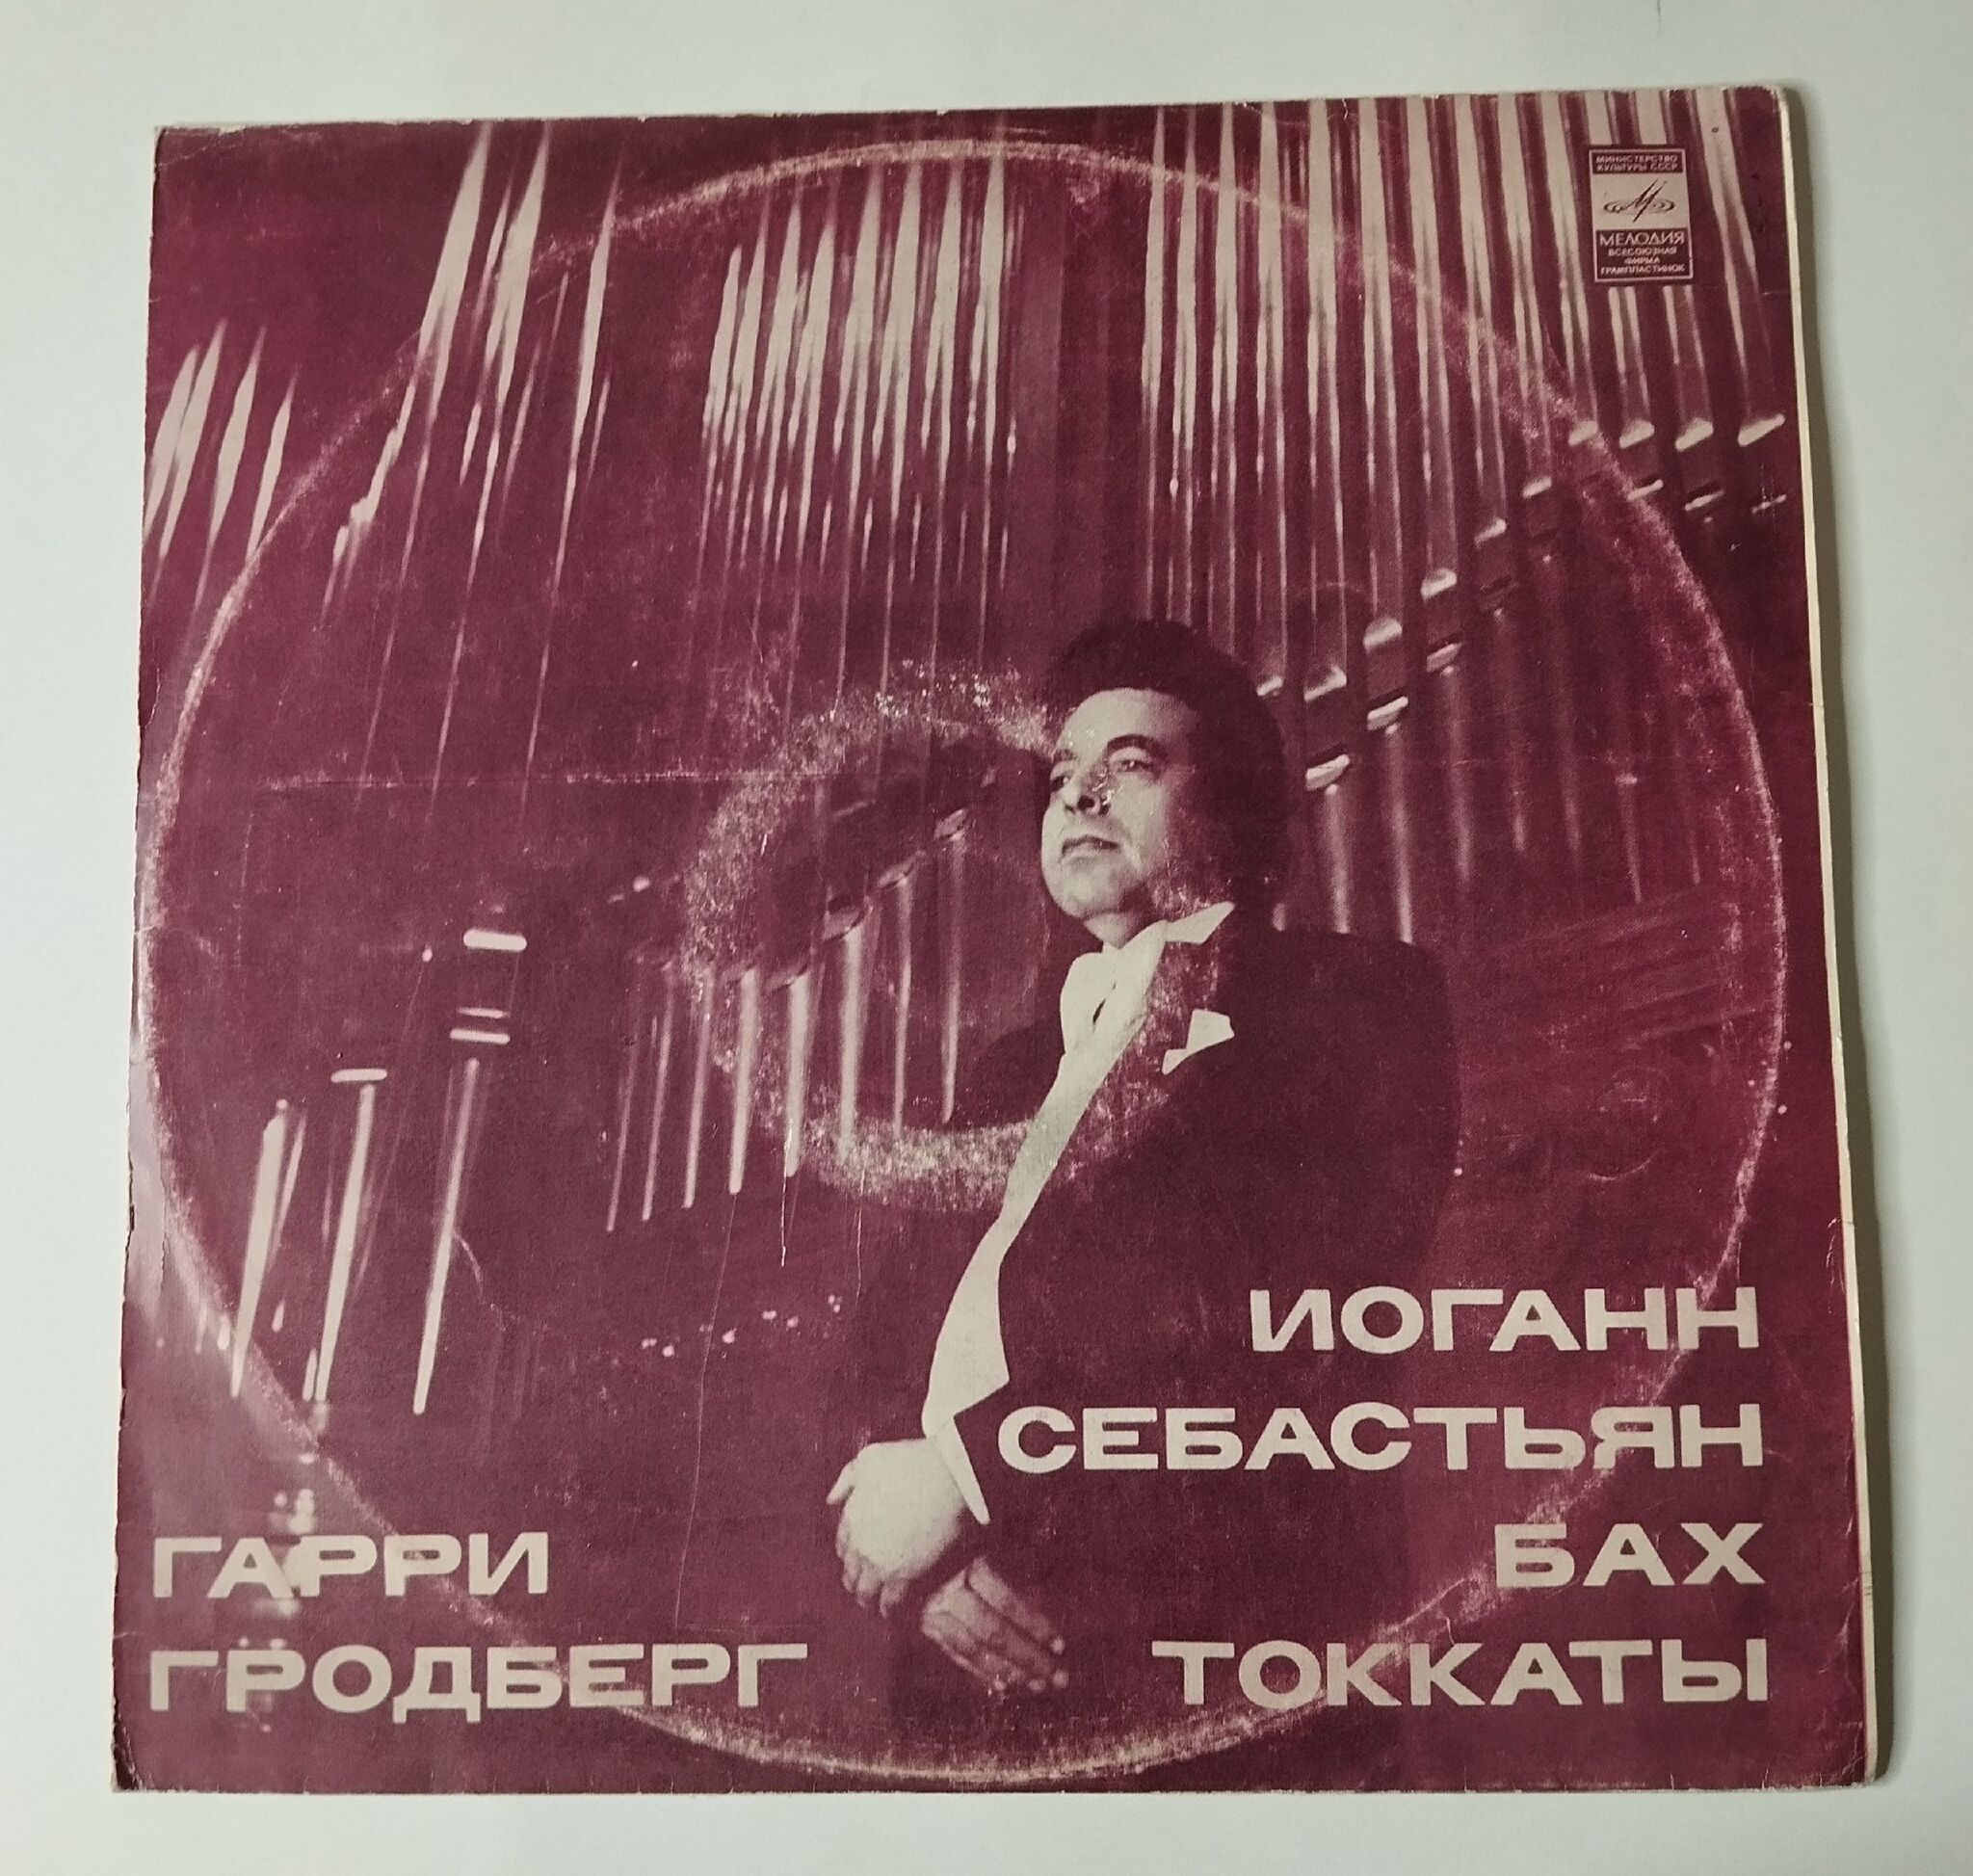 МИНИСТЕРСТВО
КУЛЬТУРЫ СССР
МЕЛОДИЯ
ВСЕСОЮЗНАЯ
ФИРМА
ГРАМПЛАСТИНОК
ИОГАНН
СЕБАСТЬЯН
БАХ
ТОККАТЫ
ГАРРИ
ГРОДБЕРГ